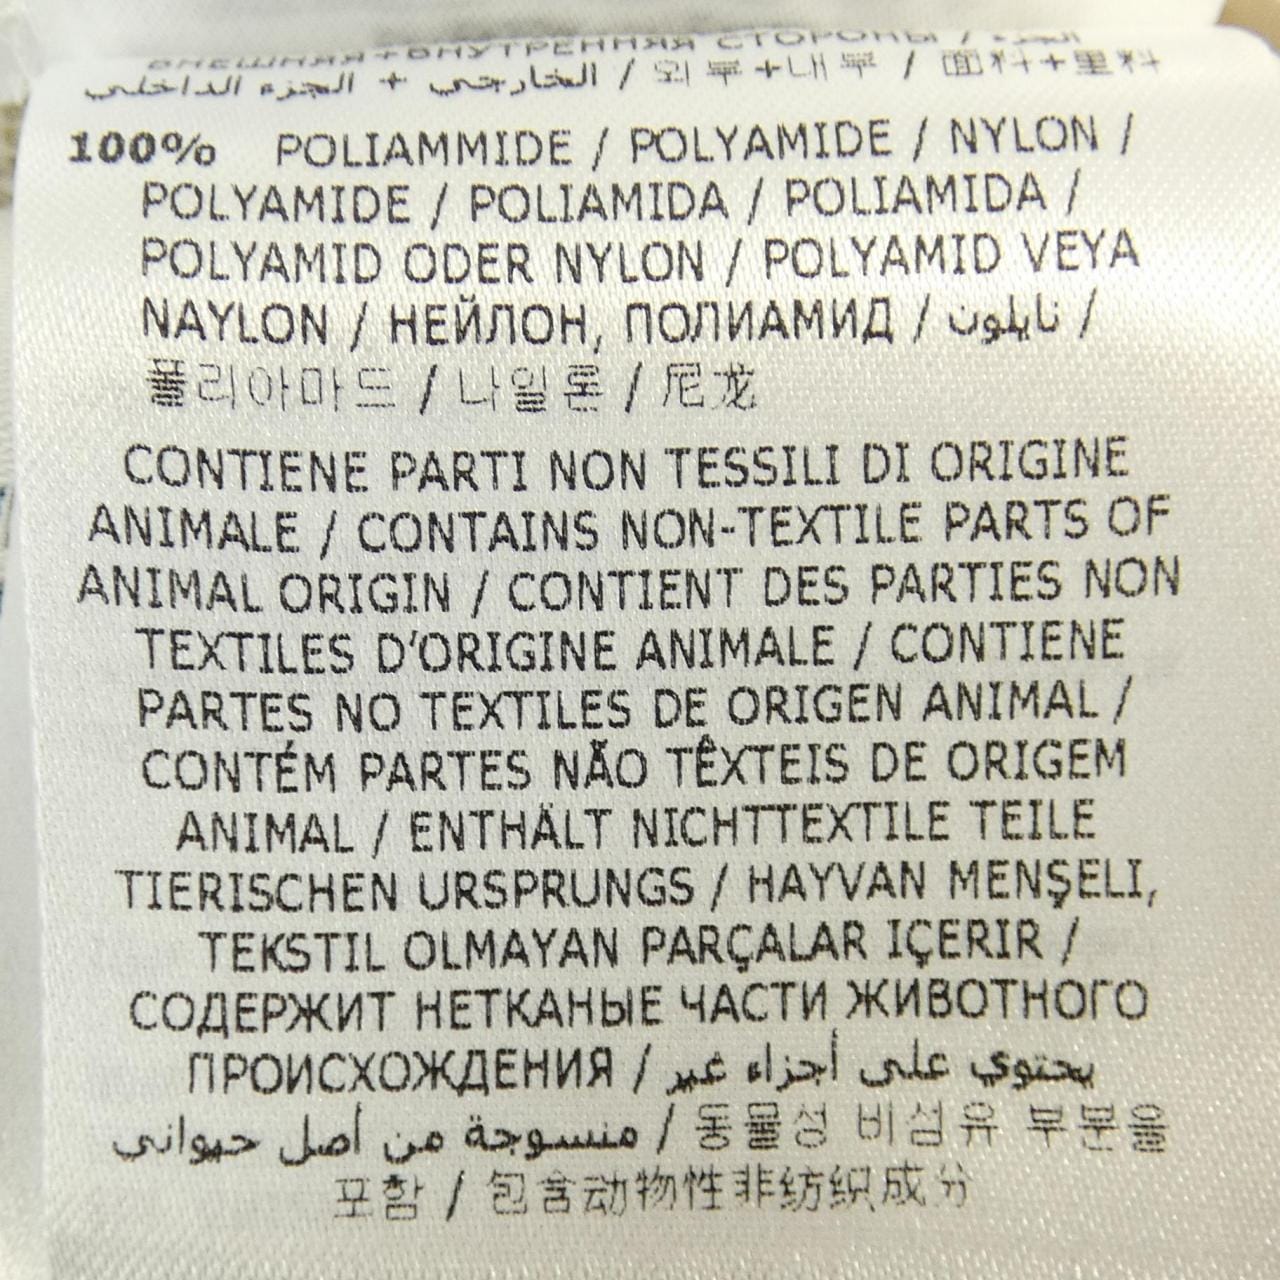 ВНЕШНЯЯ+ВНУТРЕННЯЯ СТОРОНЫ / الجزء
الخارجي + الجزء الداخلي / 외부+내부 / 面料+里料
100% POLIAMMIDE / POLYAMIDE / NYLON /
POLYAMIDE / POLIAMIDA / POLIAMIDA /
POLYAMID ODER NYLON / POLYAMID VEYA
NAYLON / НЕЙЛОН, ПОЛИАМИД / نايلون /
폴리아마드 / 나일론 / 尼龙
CONTIENE PARTI NON TESSILI DI ORIGINE
ANIMALE / CONTAINS NON-TEXTILE PARTS OF
ANIMAL ORIGIN / CONTIENT DES PARTIES NON
TEXTILES D'ORIGINE ANIMALE / CONTIENE
PARTES NO TEXTILES DE ORIGEN ANIMAL /
CONTÉM PARTES NÃO TÊXTEIS DE ORIGEM
ANIMAL / ENTHÄLT NICHTTEXTILE TEILE
TIERISCHEN URSPRUNGS / HAYVAN MENŞELI,
TEKSTIL OLMAYAN PARÇALAR IÇERIR /
СОДЕРЖИТ НЕТКАНЫЕ ЧАСТИ ЖИВОТНОГО
ПРОИСХОЖДЕНИЯ / يحتوي على أجزاء غير
منسوجة من أصل حيواني / 동물성 비섬유 부분을
포함 / 包含动物性非纺织成分